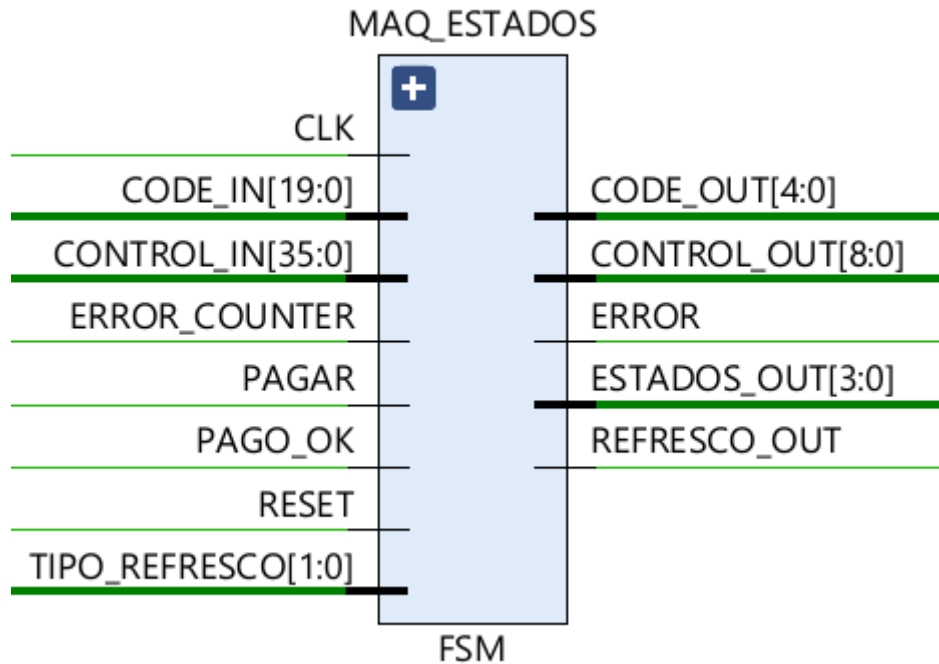 MAQ_ESTADOS
CLK
CODE_IN[19:0]
CODE_OUT[4:0]
CONTROL_IN[35:0]
CONTROL_OUT[8:0]
ERROR_COUNTER
ERROR
PAGAR
ESTADOS_OUT[3:0]
PAGO_OK
REFRESCO_OUT
RESET
TIPO_REFRESCO[1:0]
FSM